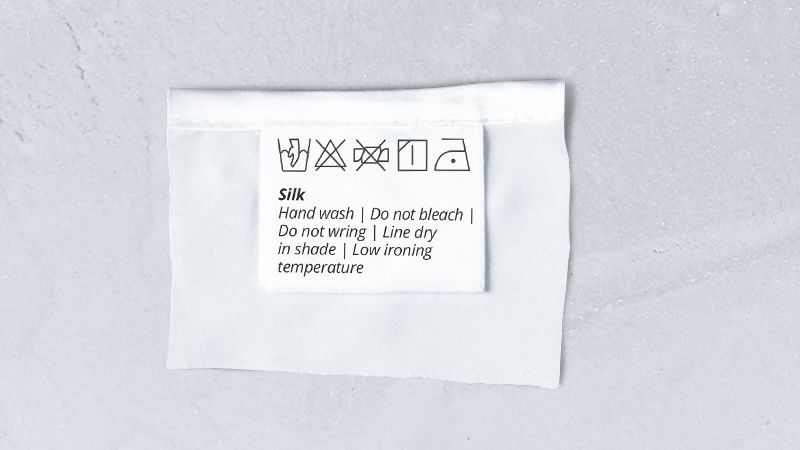 Silk
Hand wash | Do not bleach |
Do not wring | Line dry
in shade | Low ironing
temperature